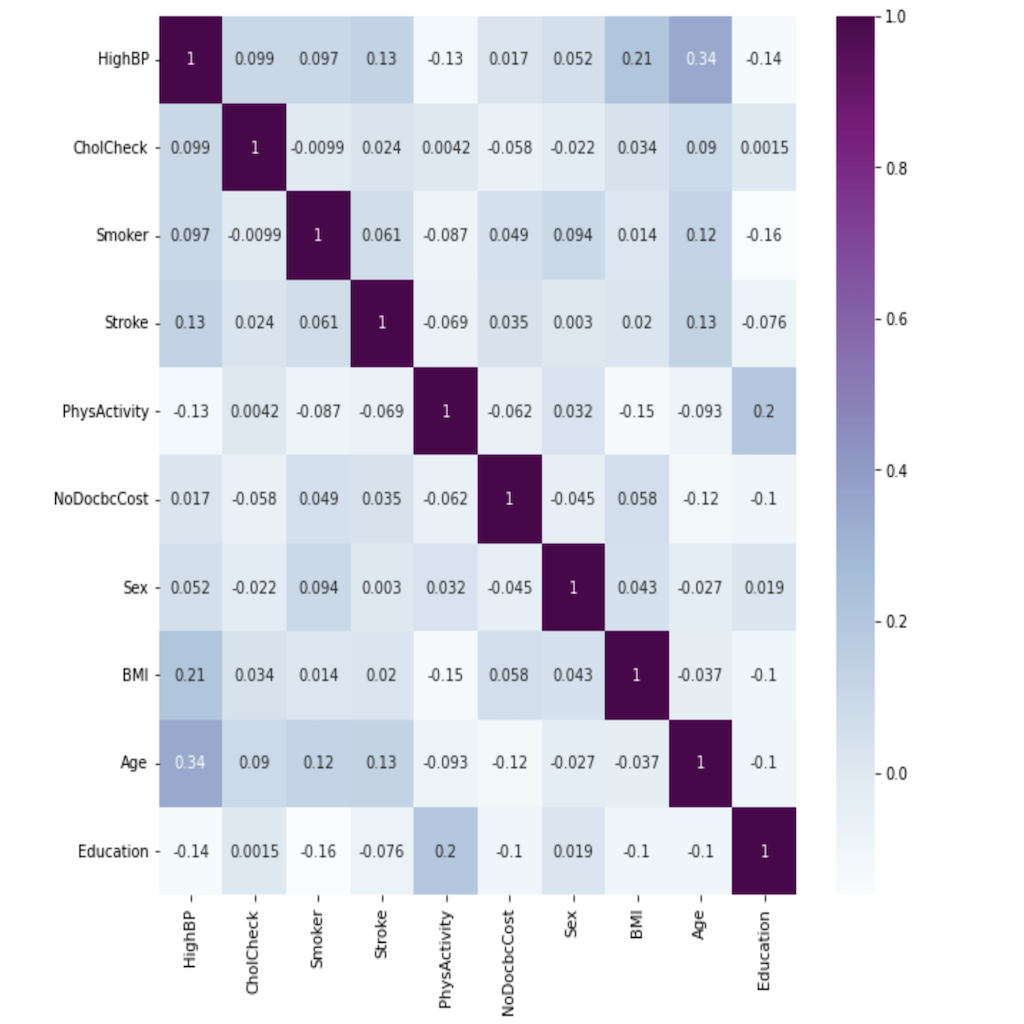 HighBP 1 0.099 0.097 0.13 -0.13 0.017 0.052 0.21 0.34 -0.14
CholCheck 0.099 1 -0.0099 0.024 0.0042 -0.058 -0.022 0.034 0.09 0.0015
Smoker 0.097 -0.0099 1 0.061 -0.087 0.049 0.094 0.014 0.12 -0.16
Stroke 0.13 0.024 0.061 1 -0.069 0.035 0.003 0.02 0.13 -0.076
PhysActivity -0.13 0.0042 -0.087 -0.069 1 -0.062 0.032 -0.15 -0.093 0.2
NoDocbcCost 0.017 -0.058 0.049 0.035 -0.062 1 -0.045 0.058 -0.12 -0.1
Sex 0.052 -0.022 0.094 0.003 0.032 -0.045 1 0.043 -0.027 0.019
BMI 0.21 0.034 0.014 0.02 -0.15 0.058 0.043 1 -0.037 -0.1
Age 0.34 0.09 0.12 0.13 -0.093 -0.12 -0.027 -0.037 1 -0.1
Education -0.14 0.0015 -0.16 -0.076 0.2 -0.1 0.019 -0.1 -0.1 1
HighBP CholCheck Smoker Stroke PhysActivity NoDocbcCost Sex BMI Age Education
1.0
0.8
0.6
0.4
0.2
0.0